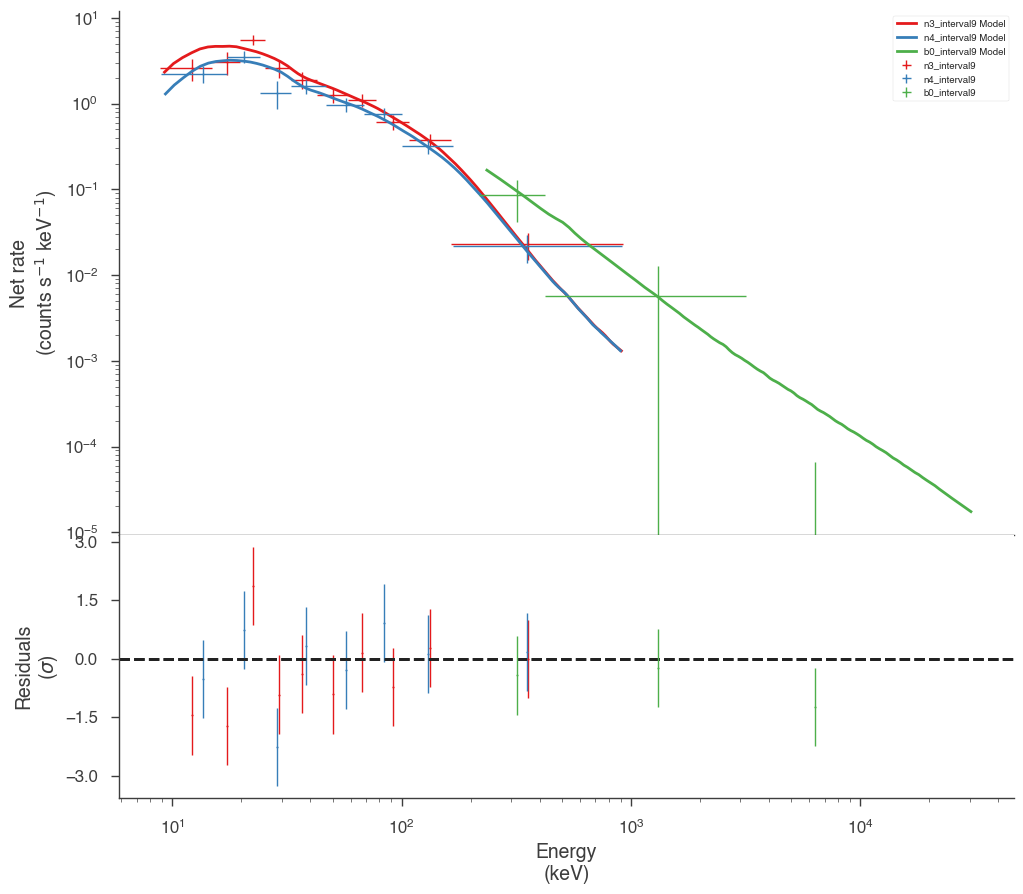 n3_interval9 Model
n4_interval9 Model
b0_interval9 Model
n3_interval9
n4_interval9
b0_interval9
10¹
10⁰
10⁻¹
10⁻²
10⁻³
10⁻⁴
10⁻⁵
Net rate
(counts s⁻¹ keV⁻¹)
3.0
1.5
0.0
−1.5
−3.0
Residuals
(σ)
10¹ 10² 10³ 10⁴
Energy
(keV)